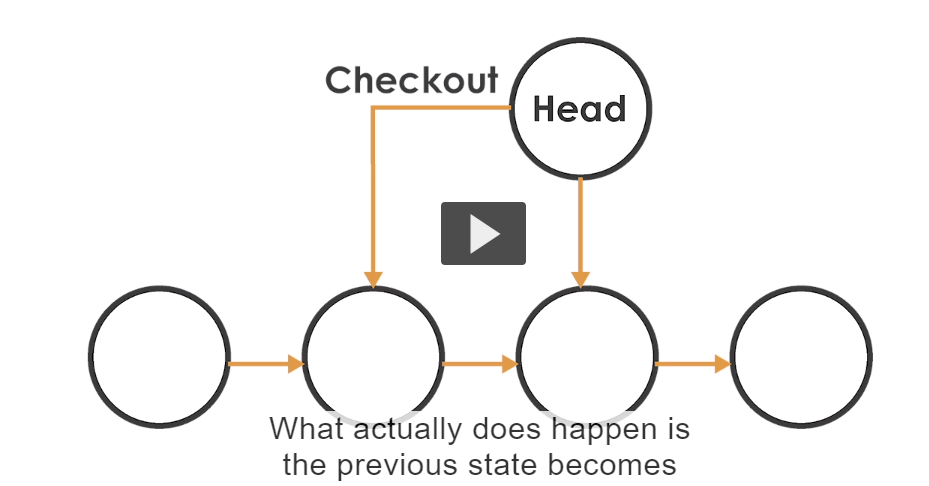 Checkout
Head
What actually does happen is
the previous state becomes